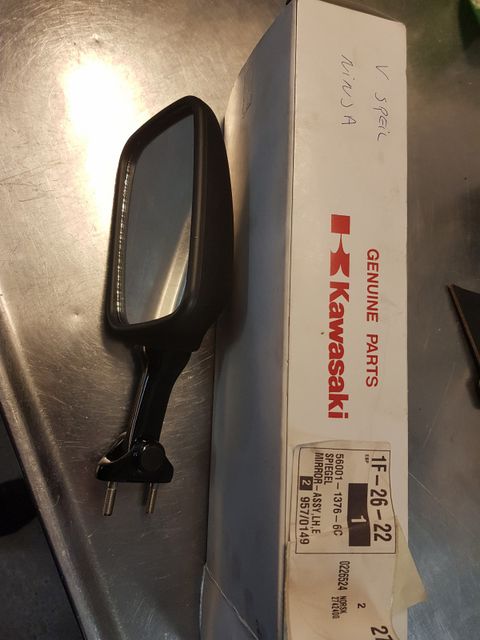 V SPEIL
NINJA
GENUINE PARTS
Kawasaki
1F-26-22
1
56001-1376-6C
SPIEGEL
MIRROR-ASSY,LH,E
2 957/0149
0226524
NORSK
2